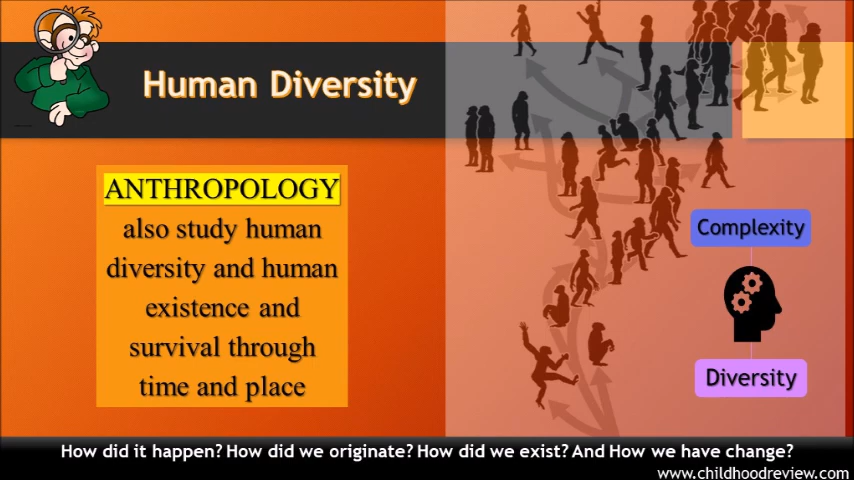 Human Diversity
ANTHROPOLOGY
also study human
diversity and human
existence and
survival through
time and place
Complexity
Diversity
How did it happen? How did we originate? How did we exist? And How we have change?
www.childhoodreview.com